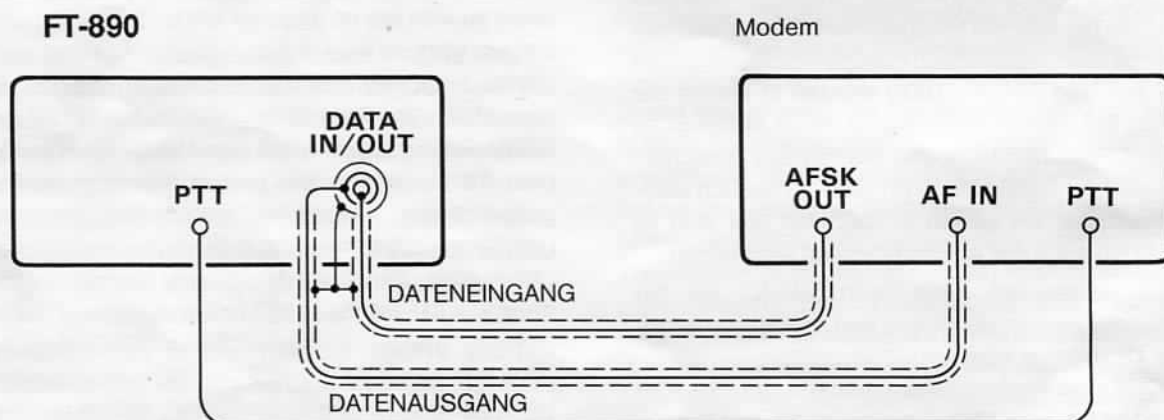 FT-890
Modem
DATA
IN/OUT
PTT
AFSK
OUT
AF IN
PTT
DATENEINGANG
DATENAUSGANG